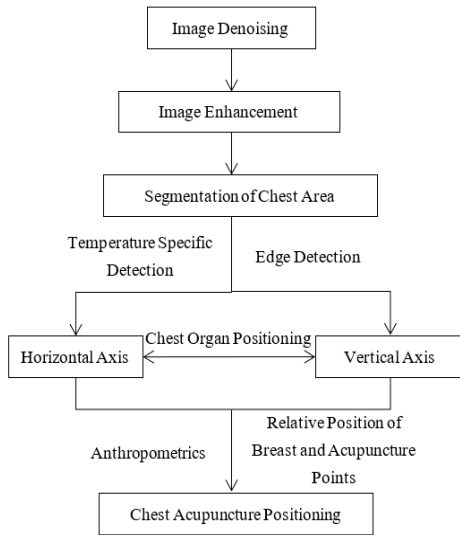 Image Denoising
Image Enhancement
Segmentation of Chest Area
Temperature Specific
Detection
Edge Detection
Chest Organ Positioning
Horizontal Axis
Vertical Axis
Anthropometrics
Relative Position of
Breast and Acupuncture
Points
Chest Acupuncture Positioning